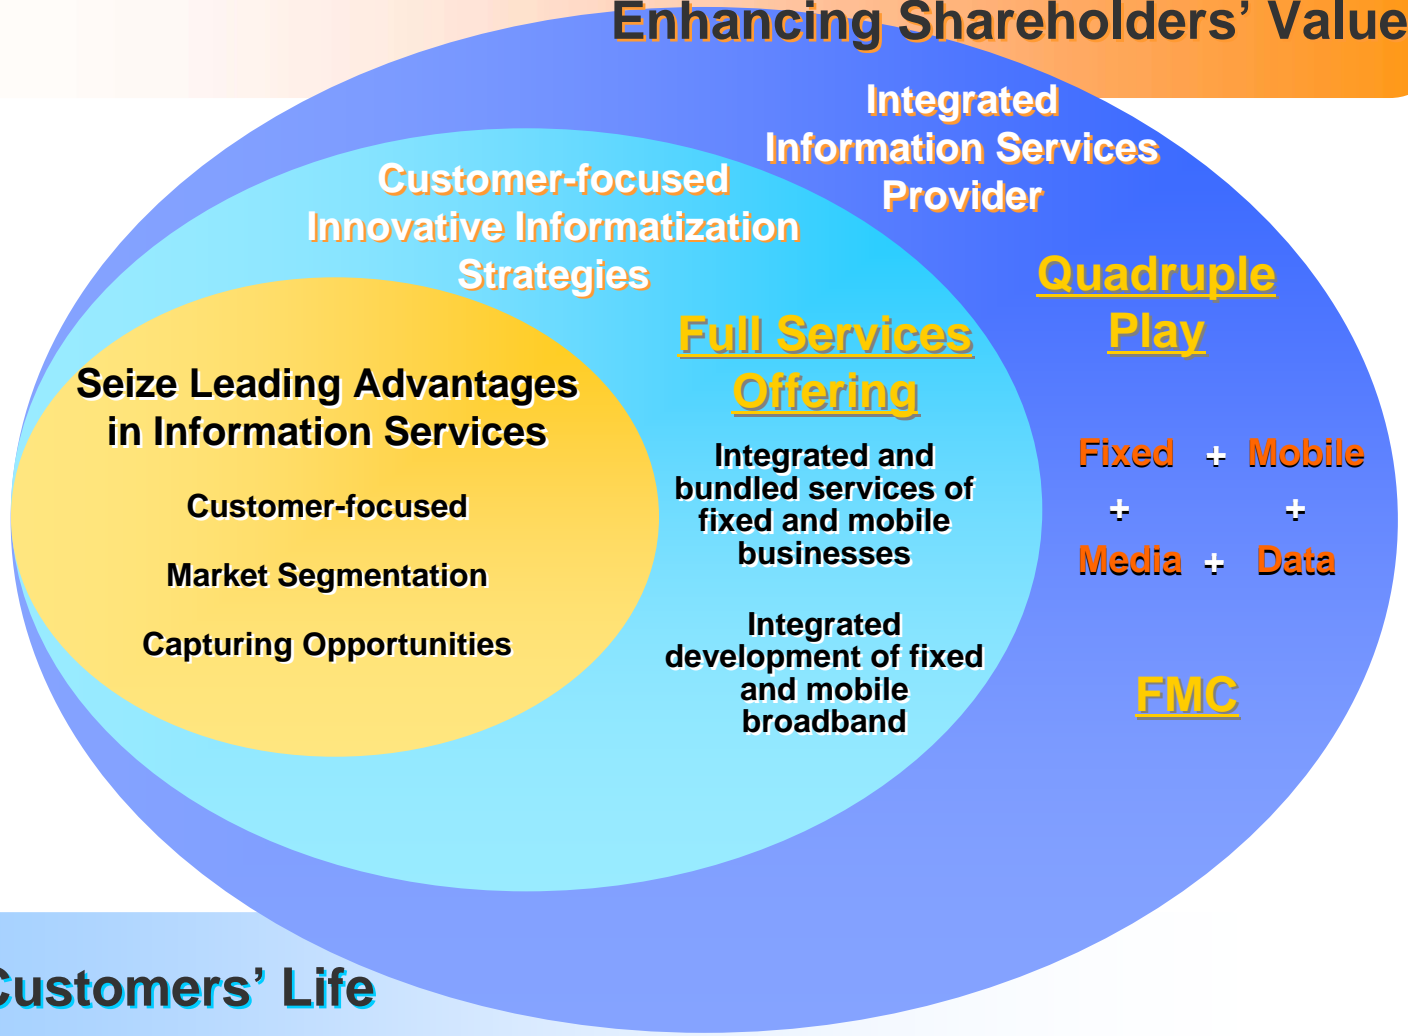 Enhancing Shareholders’ Value
Integrated
Information Services
Provider
Customer-focused
Innovative Informatization
Strategies
Quadruple
Play
Full Services
Offering
Seize Leading Advantages
in Information Services
Customer-focused
Market Segmentation
Capturing Opportunities
Integrated and
bundled services of
fixed and mobile
businesses
Integrated
development of fixed
and mobile
broadband
Fixed + Mobile
+ +
Media + Data
FMC
Customers’ Life